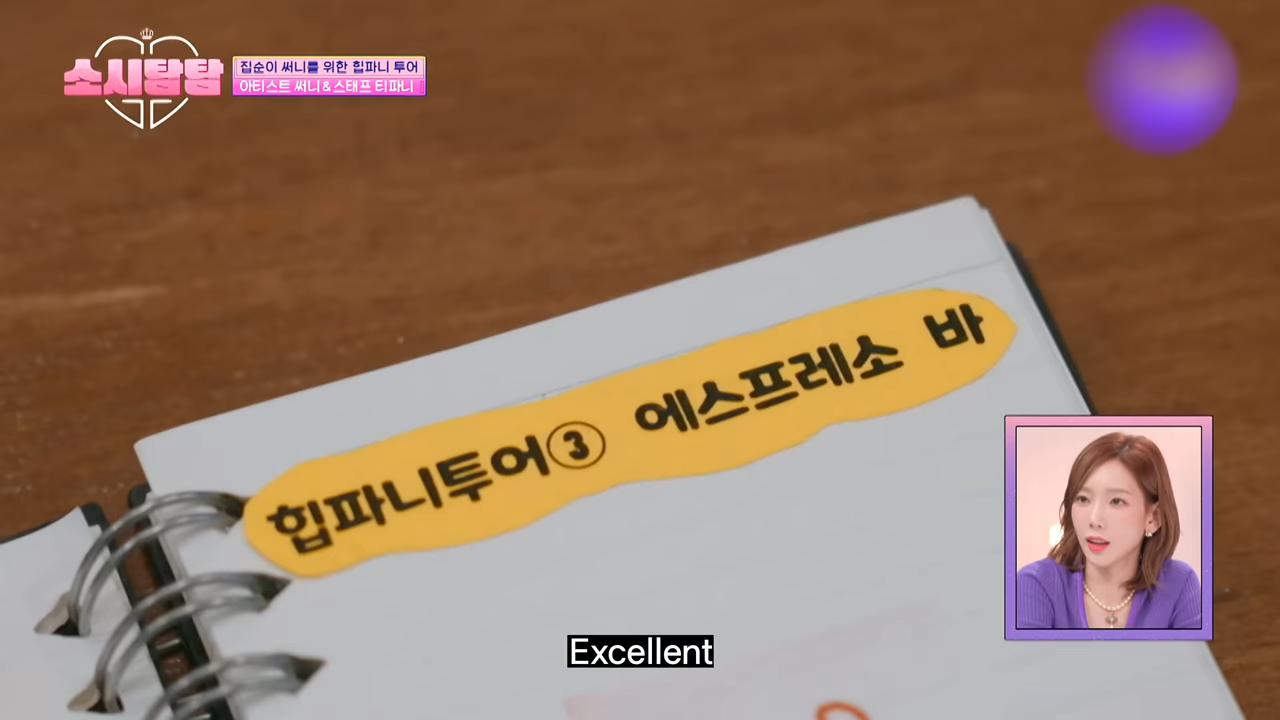 소시탐탐
집순이 써니를 위한 힙파니 투어
아티스트 써니 & 스태프 티파니
힙파니투어③ 에스프레소 바
Excellent